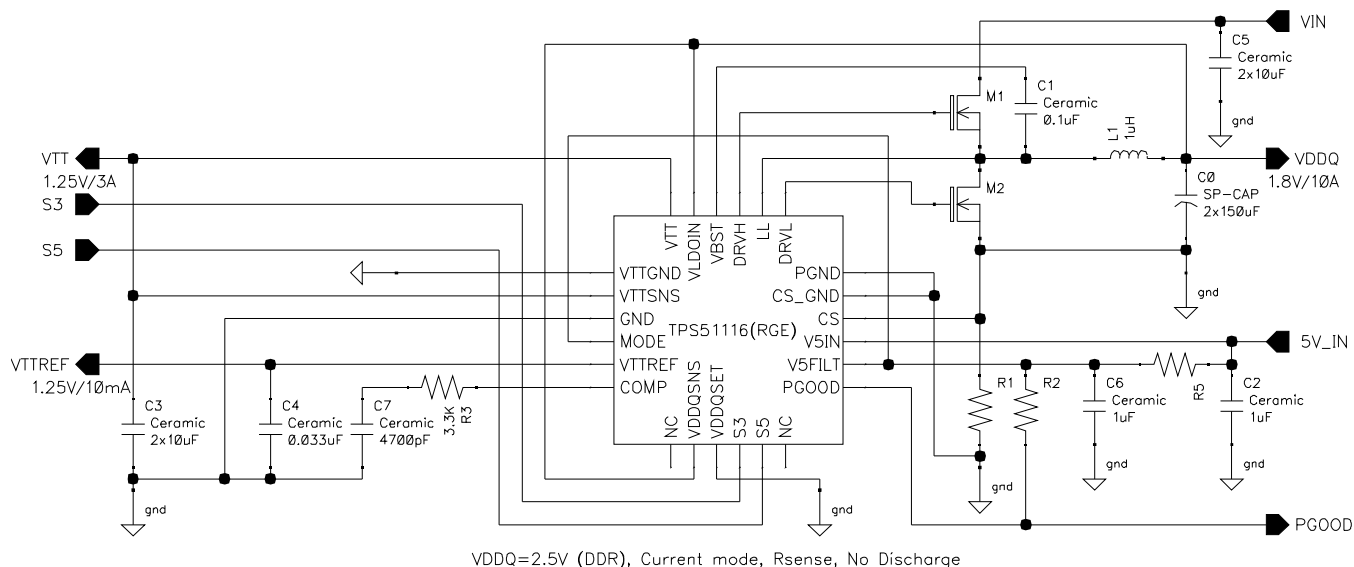 VIN
C5
Ceramic
2x10uF
gnd
M1
C1
Ceramic
0.1uF
L1
1uH
VTT
1.25V/3A
S3
S5
VDDQ
1.8V/10A
C0
SP-CAP
2x150uF
gnd
M2
VTT
VLDOIN
VBST
DRVH
LL
DRVL
VTTGND
VTTSNS
GND
MODE
VTTREF
COMP
TPS51116(RGE)
PGND
CS_GND
CS
V5IN
V5FILT
PGOOD
NC
VDDQSNS
VDDQSET
S3
S5
NC
VTTREF
1.25V/10mA
5V_IN
C3
Ceramic
2x10uF
C4
Ceramic
0.033uF
C7
Ceramic
4700pF
3.3K
R3
R1
R2
C6
Ceramic
1uF
R5
C2
Ceramic
1uF
gnd
gnd
gnd
gnd
gnd
PGOOD
VDDQ=2.5V (DDR), Current mode, Rsense, No Discharge